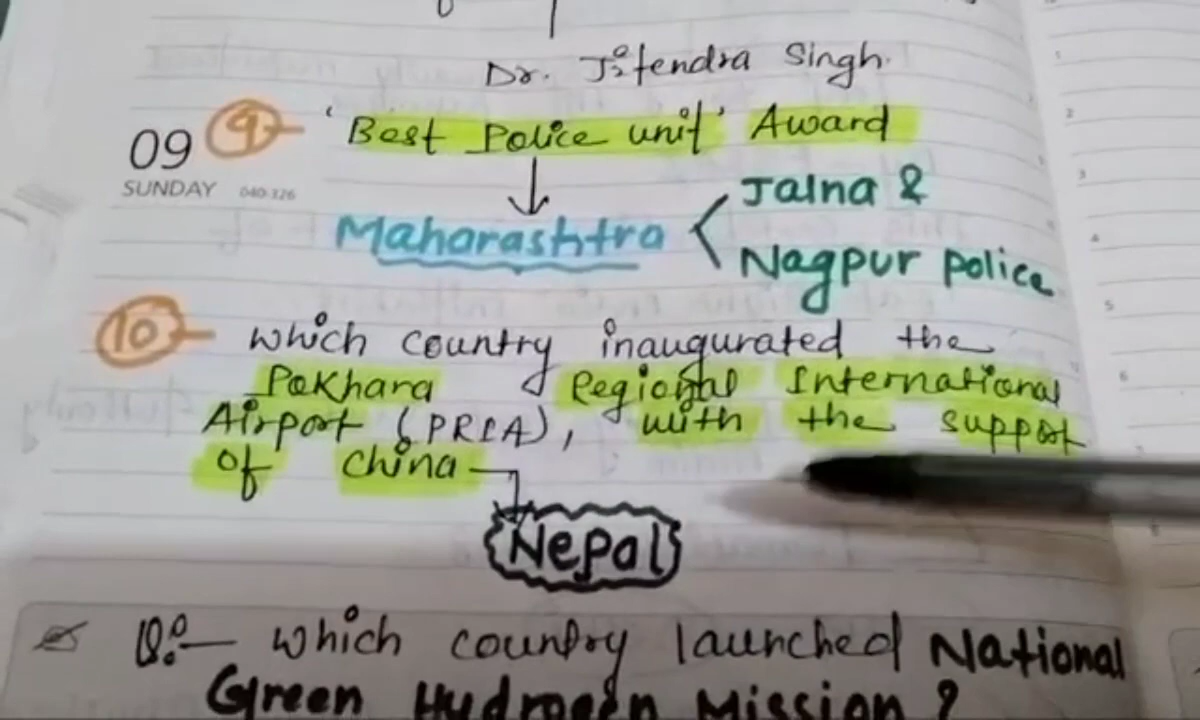 Dr. Jitendra Singh.
09 9 'Best Police unit' Award
SUNDAY 040-326
Maharashtra Jalna &
Nagpur police
10 which country inaugurated the
Pokhara Regional International
Airport (PRIA), with the support
of China
Nepal
Q:- which country launched National
Green Hydrogen Mission?